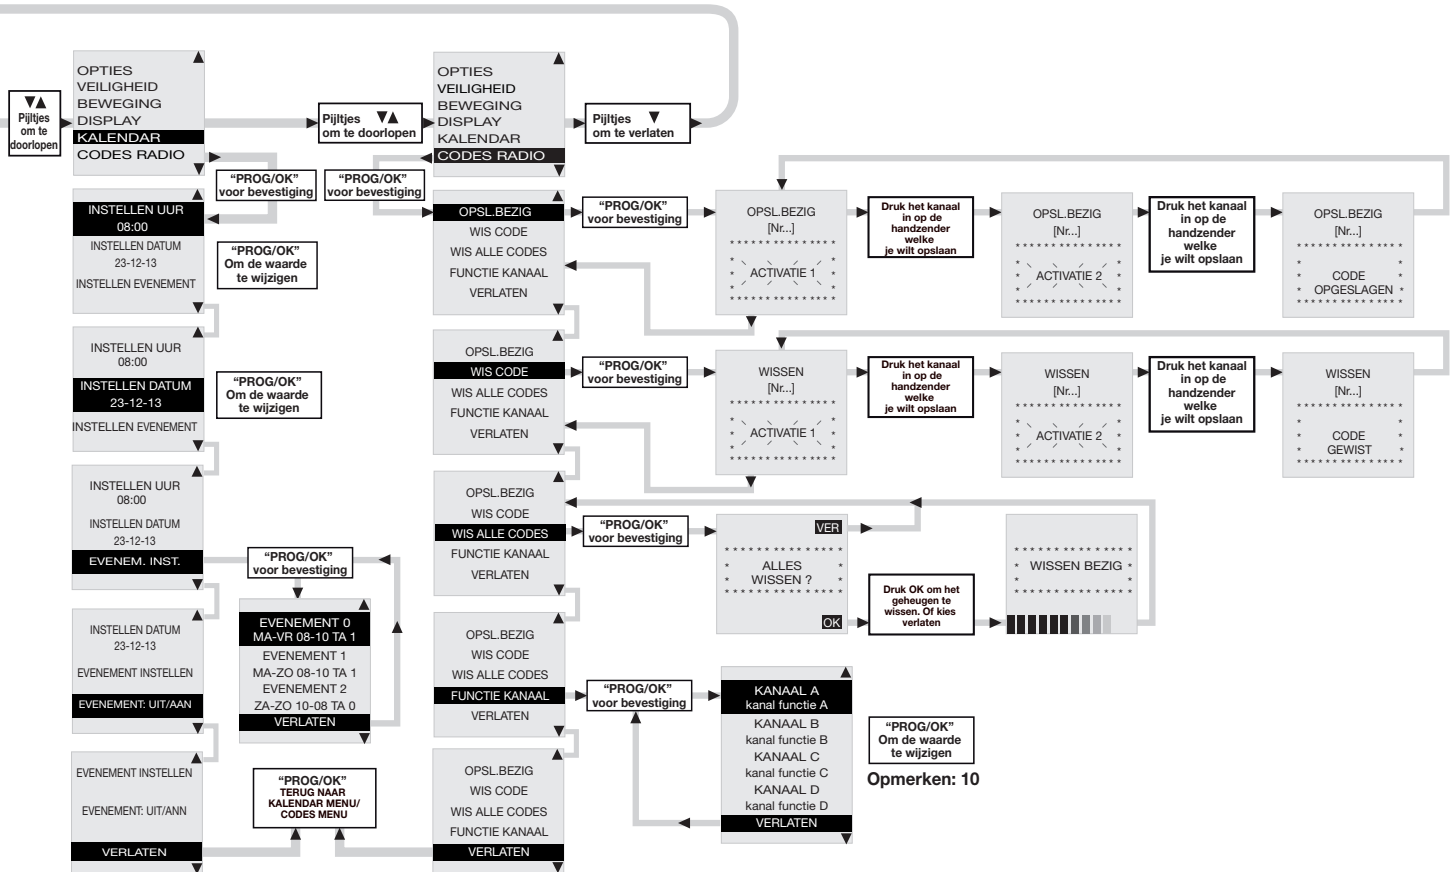 ▼▲
Pijltjes
om te
doorlopen
OPTIES
VEILIGHEID
BEWEGING
DISPLAY
KALENDAR
CODES RADIO
Pijltjes ▼▲
om te doorlopen
OPTIES
VEILIGHEID
BEWEGING
DISPLAY
KALENDAR
CODES RADIO
Pijltjes ▼
om te verlaten
“PROG/OK”
voor bevestiging
“PROG/OK”
voor bevestiging
INSTELLEN UUR
08:00
INSTELLEN DATUM
23-12-13
INSTELLEN EVENEMENT
“PROG/OK”
Om de waarde
te wijzigen
INSTELLEN UUR
08:00
INSTELLEN DATUM
23-12-13
INSTELLEN EVENEMENT
“PROG/OK”
Om de waarde
te wijzigen
INSTELLEN UUR
08:00
INSTELLEN DATUM
23-12-13
EVENEM. INST.
“PROG/OK”
voor bevestiging
EVENEMENT 0
MA-VR 08-10 TA 1
EVENEMENT 1
MA-ZO 08-10 TA 1
EVENEMENT 2
ZA-ZO 10-08 TA 0
VERLATEN
INSTELLEN DATUM
23-12-13
EVENEMENT INSTELLEN
EVENEMENT: UIT/AAN
EVENEMENT INSTELLEN
EVENEMENT: UIT/ANN
VERLATEN
“PROG/OK”
TERUG NAAR
KALENDAR MENU/
CODES MENU
OPSL.BEZIG
WIS CODE
WIS ALLE CODES
FUNCTIE KANAAL
VERLATEN
“PROG/OK”
voor bevestiging
OPSL.BEZIG
[Nr...]
ACTIVATIE 1
Druk het kanaal
in op de
handzender
welke
je wilt opslaan
OPSL.BEZIG
[Nr...]
ACTIVATIE 2
Druk het kanaal
in op de
handzender
welke
je wilt opslaan
OPSL.BEZIG
[Nr...]
CODE
OPGESLAGEN
OPSL.BEZIG
WIS CODE
WIS ALLE CODES
FUNCTIE KANAAL
VERLATEN
“PROG/OK”
voor bevestiging
WISSEN
[Nr...]
ACTIVATIE 1
Druk het kanaal
in op de
handzender
welke
je wilt opslaan
WISSEN
[Nr...]
ACTIVATIE 2
Druk het kanaal
in op de
handzender
welke
je wilt opslaan
WISSEN
[Nr...]
CODE
GEWIST
OPSL.BEZIG
WIS CODE
WIS ALLE CODES
FUNCTIE KANAAL
VERLATEN
“PROG/OK”
voor bevestiging
VER
ALLES
WISSEN ?
OK
Druk OK om het
geheugen te
wissen. Of kies
verlaten
WISSEN BEZIG
OPSL.BEZIG
WIS CODE
WIS ALLE CODES
FUNCTIE KANAAL
VERLATEN
“PROG/OK”
voor bevestiging
KANAAL A
kanal functie A
KANAAL B
kanal functie B
KANAAL C
kanal functie C
KANAAL D
kanal functie D
VERLATEN
“PROG/OK”
Om de waarde
te wijzigen
Opmerken: 10
OPSL.BEZIG
WIS CODE
WIS ALLE CODES
FUNCTIE KANAAL
VERLATEN